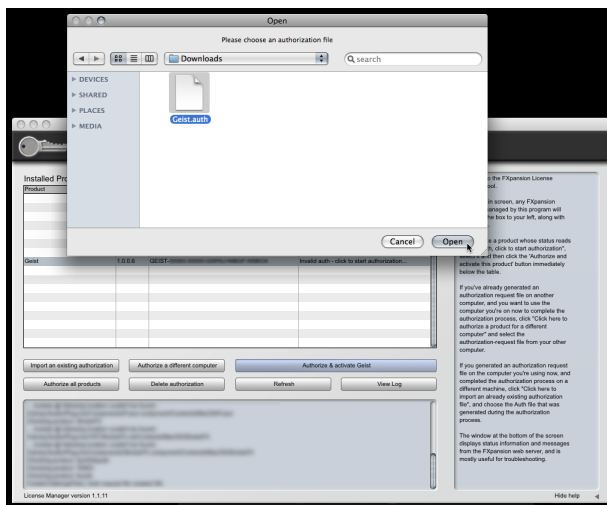 Open
Please choose an authorization file
Downloads
search
DEVICES
SHARED
PLACES
MEDIA
Geist.auth
Cancel
Open
Installed Pro
Product
Geist 1.0.0.6 GEIST- Invalid auth - click to start authorization...
Import an existing authorization
Authorize a different computer
Authorize & activate Geist
Authorize all products
Delete authorization
Refresh
View Log
License Manager version 1.1.11
the FXpansion License
ool.
in screen, any FXpansion
anaged by this program will
he box to your left, along with
e a product whose status reads
h, click to start authorization",
and then click the 'Authorize and
activate this product' button immediately
below the table.
If you've already generated an
authorization request file on another
computer, and you want to use the
computer you're on now to complete the
authorization process, click "Click here to
authorize a product for a different
computer" and select the
authorization-request file from your other
computer.
If you generated an authorization request
file on the computer you're using now, and
completed the authorization process on a
different machine, click "Click here to
import an already existing authorization
file", and choose the Auth file that was
generated during the authorization
process.
The window at the bottom of the screen
displays status information and messages
from the FXpansion web server, and is
mostly useful for troubleshooting.
Hide help